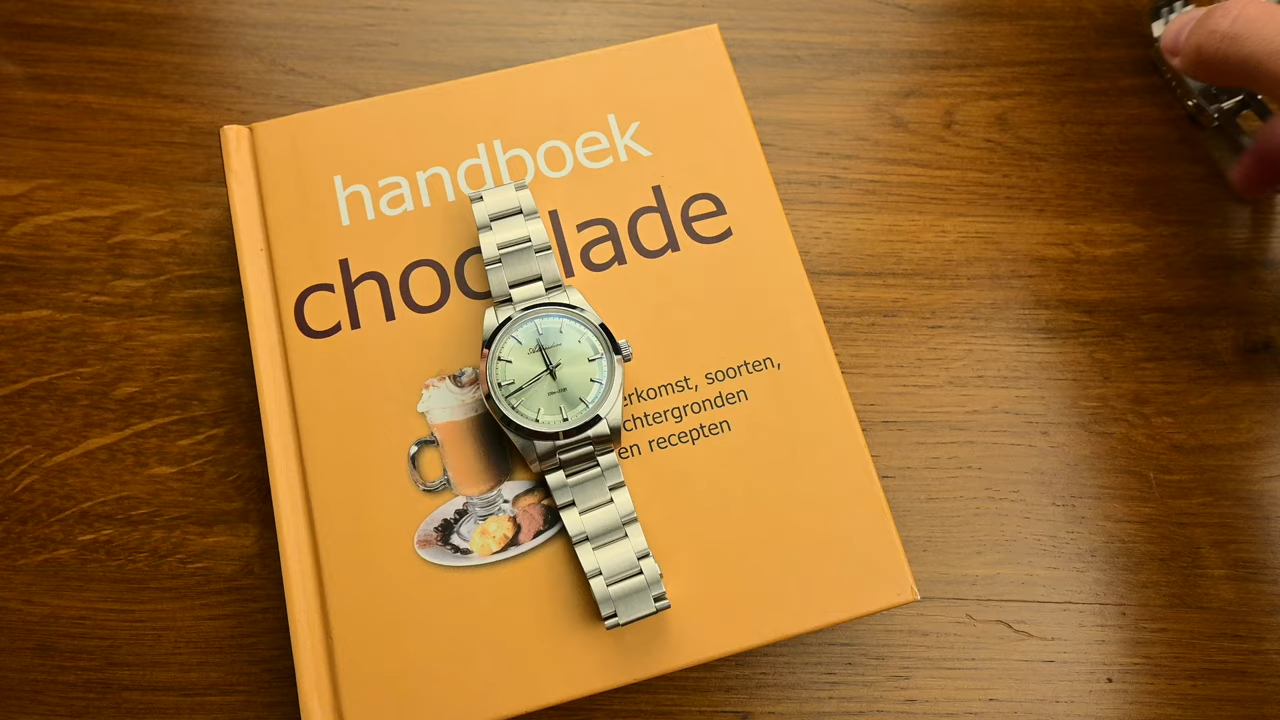 handboek
choc lade
erkomst, soorten,
chtergronden
en recepten